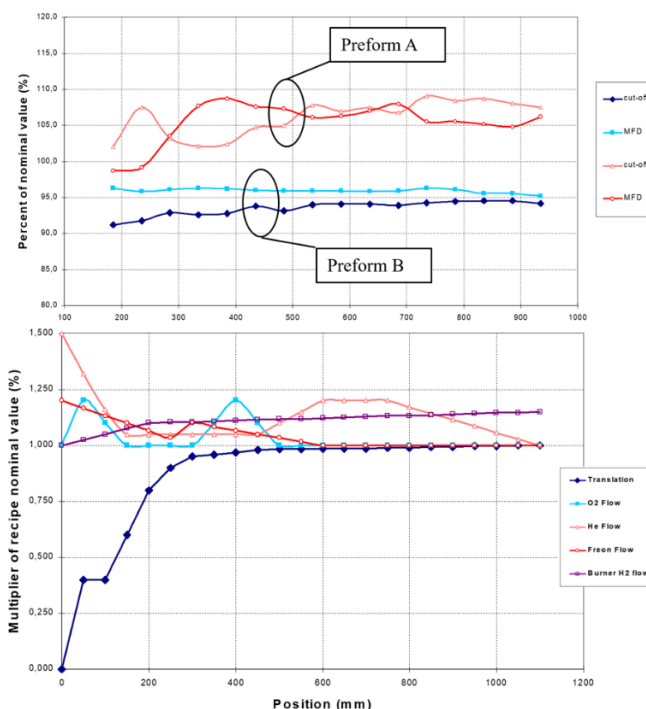 120,0
115,0
110,0
105,0
100,0
95,0
90,0
85,0
80,0
Percent of nominal value (%)
100 200 300 400 500 600 700 800 900 1000
Preform A
Preform B
cut-off
MFD
cut-off
MFD
1,500
1,250
1,000
0,750
0,500
0,250
0,000
Multiplier of recipe nominal value (%)
0 200 400 600 800 1000 1200
Position (mm)
Translation
O2 Flow
He Flow
Freon Flow
Burner H2 flow